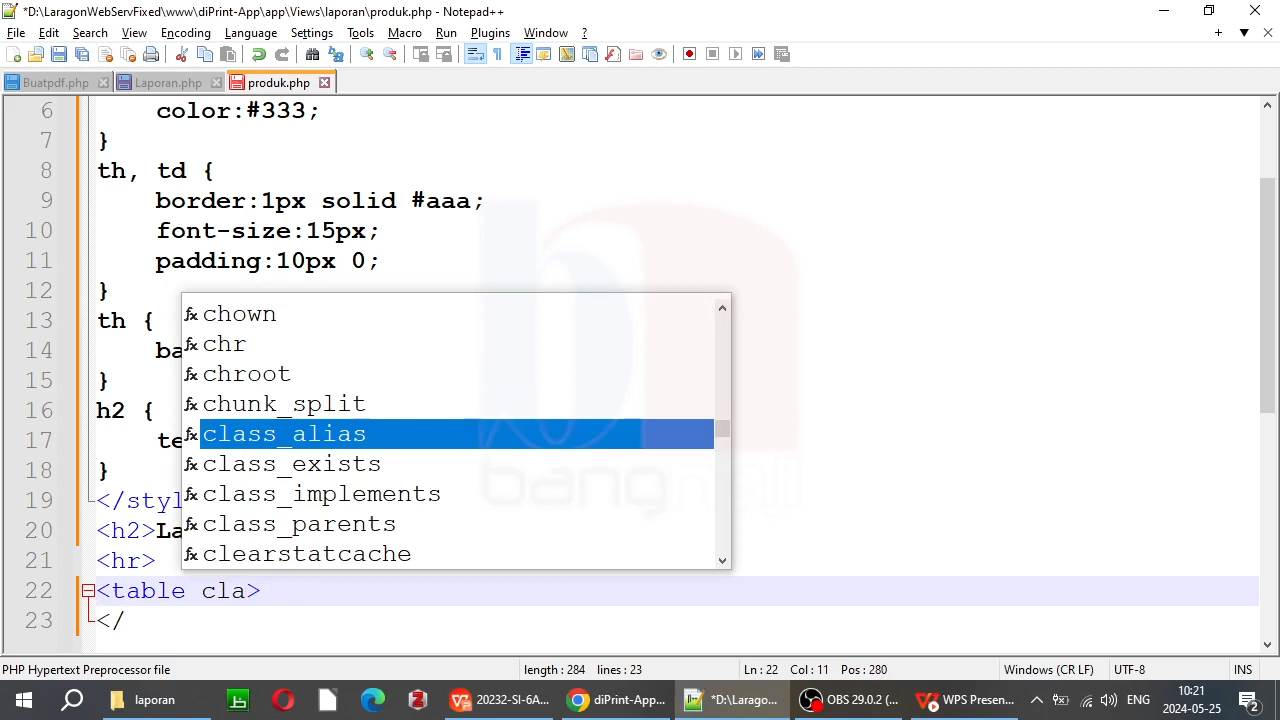 *D:\LaragonWebServFixed\www\diPrint-App\app\Views\laporan\produk.php - Notepad++
File Edit Search View Encoding Language Settings Tools Macro Run Plugins Window ?
Buatpdf.php Laporan.php produk.php
6 color:#333;
7 }
8 th, td {
9 border:1px solid #aaa;
10 font-size:15px;
11 padding:10px 0;
12 }
13 th {
14 ba
15 }
16 h2 {
17 te
18 }
19 </styl
20 <h2>La
21 <hr>
22 <table cla>
23 </
chown
chr
chroot
chunk_split
class_alias
class_exists
class_implements
class_parents
clearstatcache
PHP Hypertext Preprocessor file length : 284 lines : 23 Ln : 22 Col : 11 Pos : 280 Windows (CR LF) UTF-8 INS
laporan 20232-SI-6A... diPrint-App... *D:\Larago... OBS 29.0.2 (... WPS Presen... ENG 10:21
2024-05-25 2